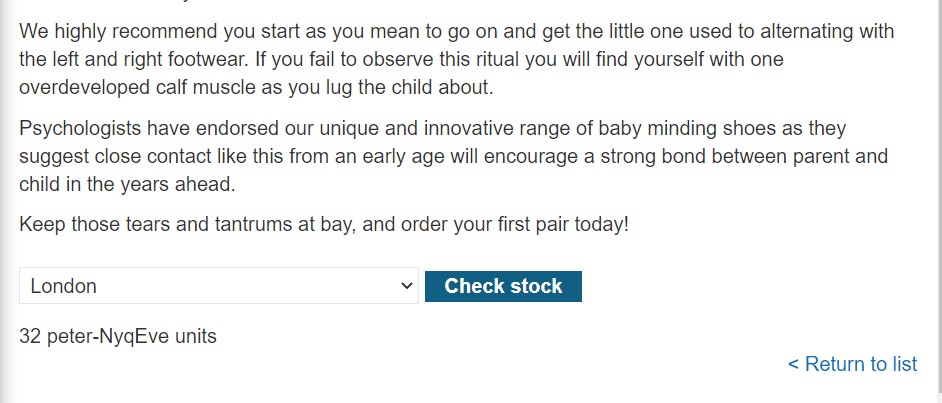 We highly recommend you start as you mean to go on and get the little one used to alternating with
the left and right footwear. If you fail to observe this ritual you will find yourself with one
overdeveloped calf muscle as you lug the child about.
Psychologists have endorsed our unique and innovative range of baby minding shoes as they
suggest close contact like this from an early age will encourage a strong bond between parent and
child in the years ahead.
Keep those tears and tantrums at bay, and order your first pair today!
London
Check stock
32 peter-NyqEve units
< Return to list